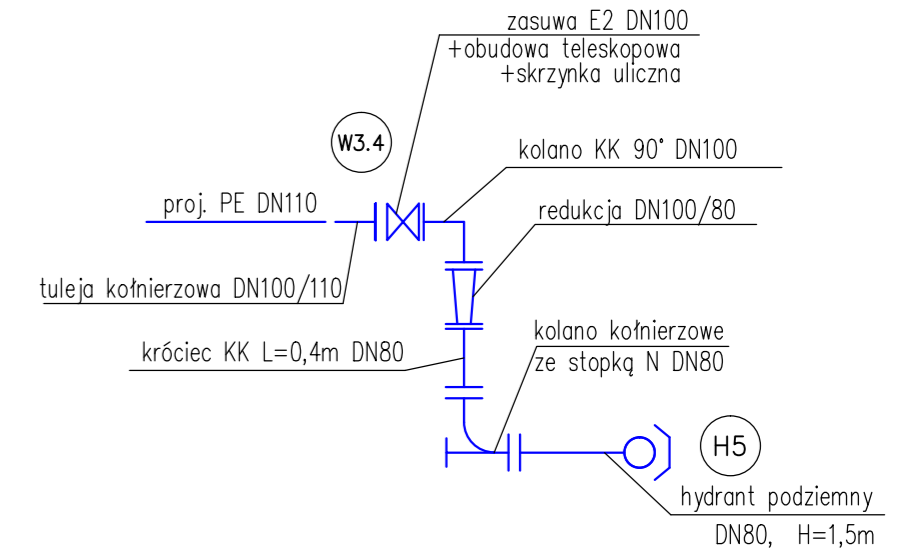 zasuwa E2 DN100
+obudowa teleskopowa
+skrzynka uliczna
W3.4
kolano KK 90° DN100
proj. PE DN110
redukcja DN100/80
tuleja kołnierzowa DN100/110
kolano kołnierzowe
ze stopką N DN80
króciec KK L=0,4m DN80
H5
hydrant podziemny
DN80, H=1,5m